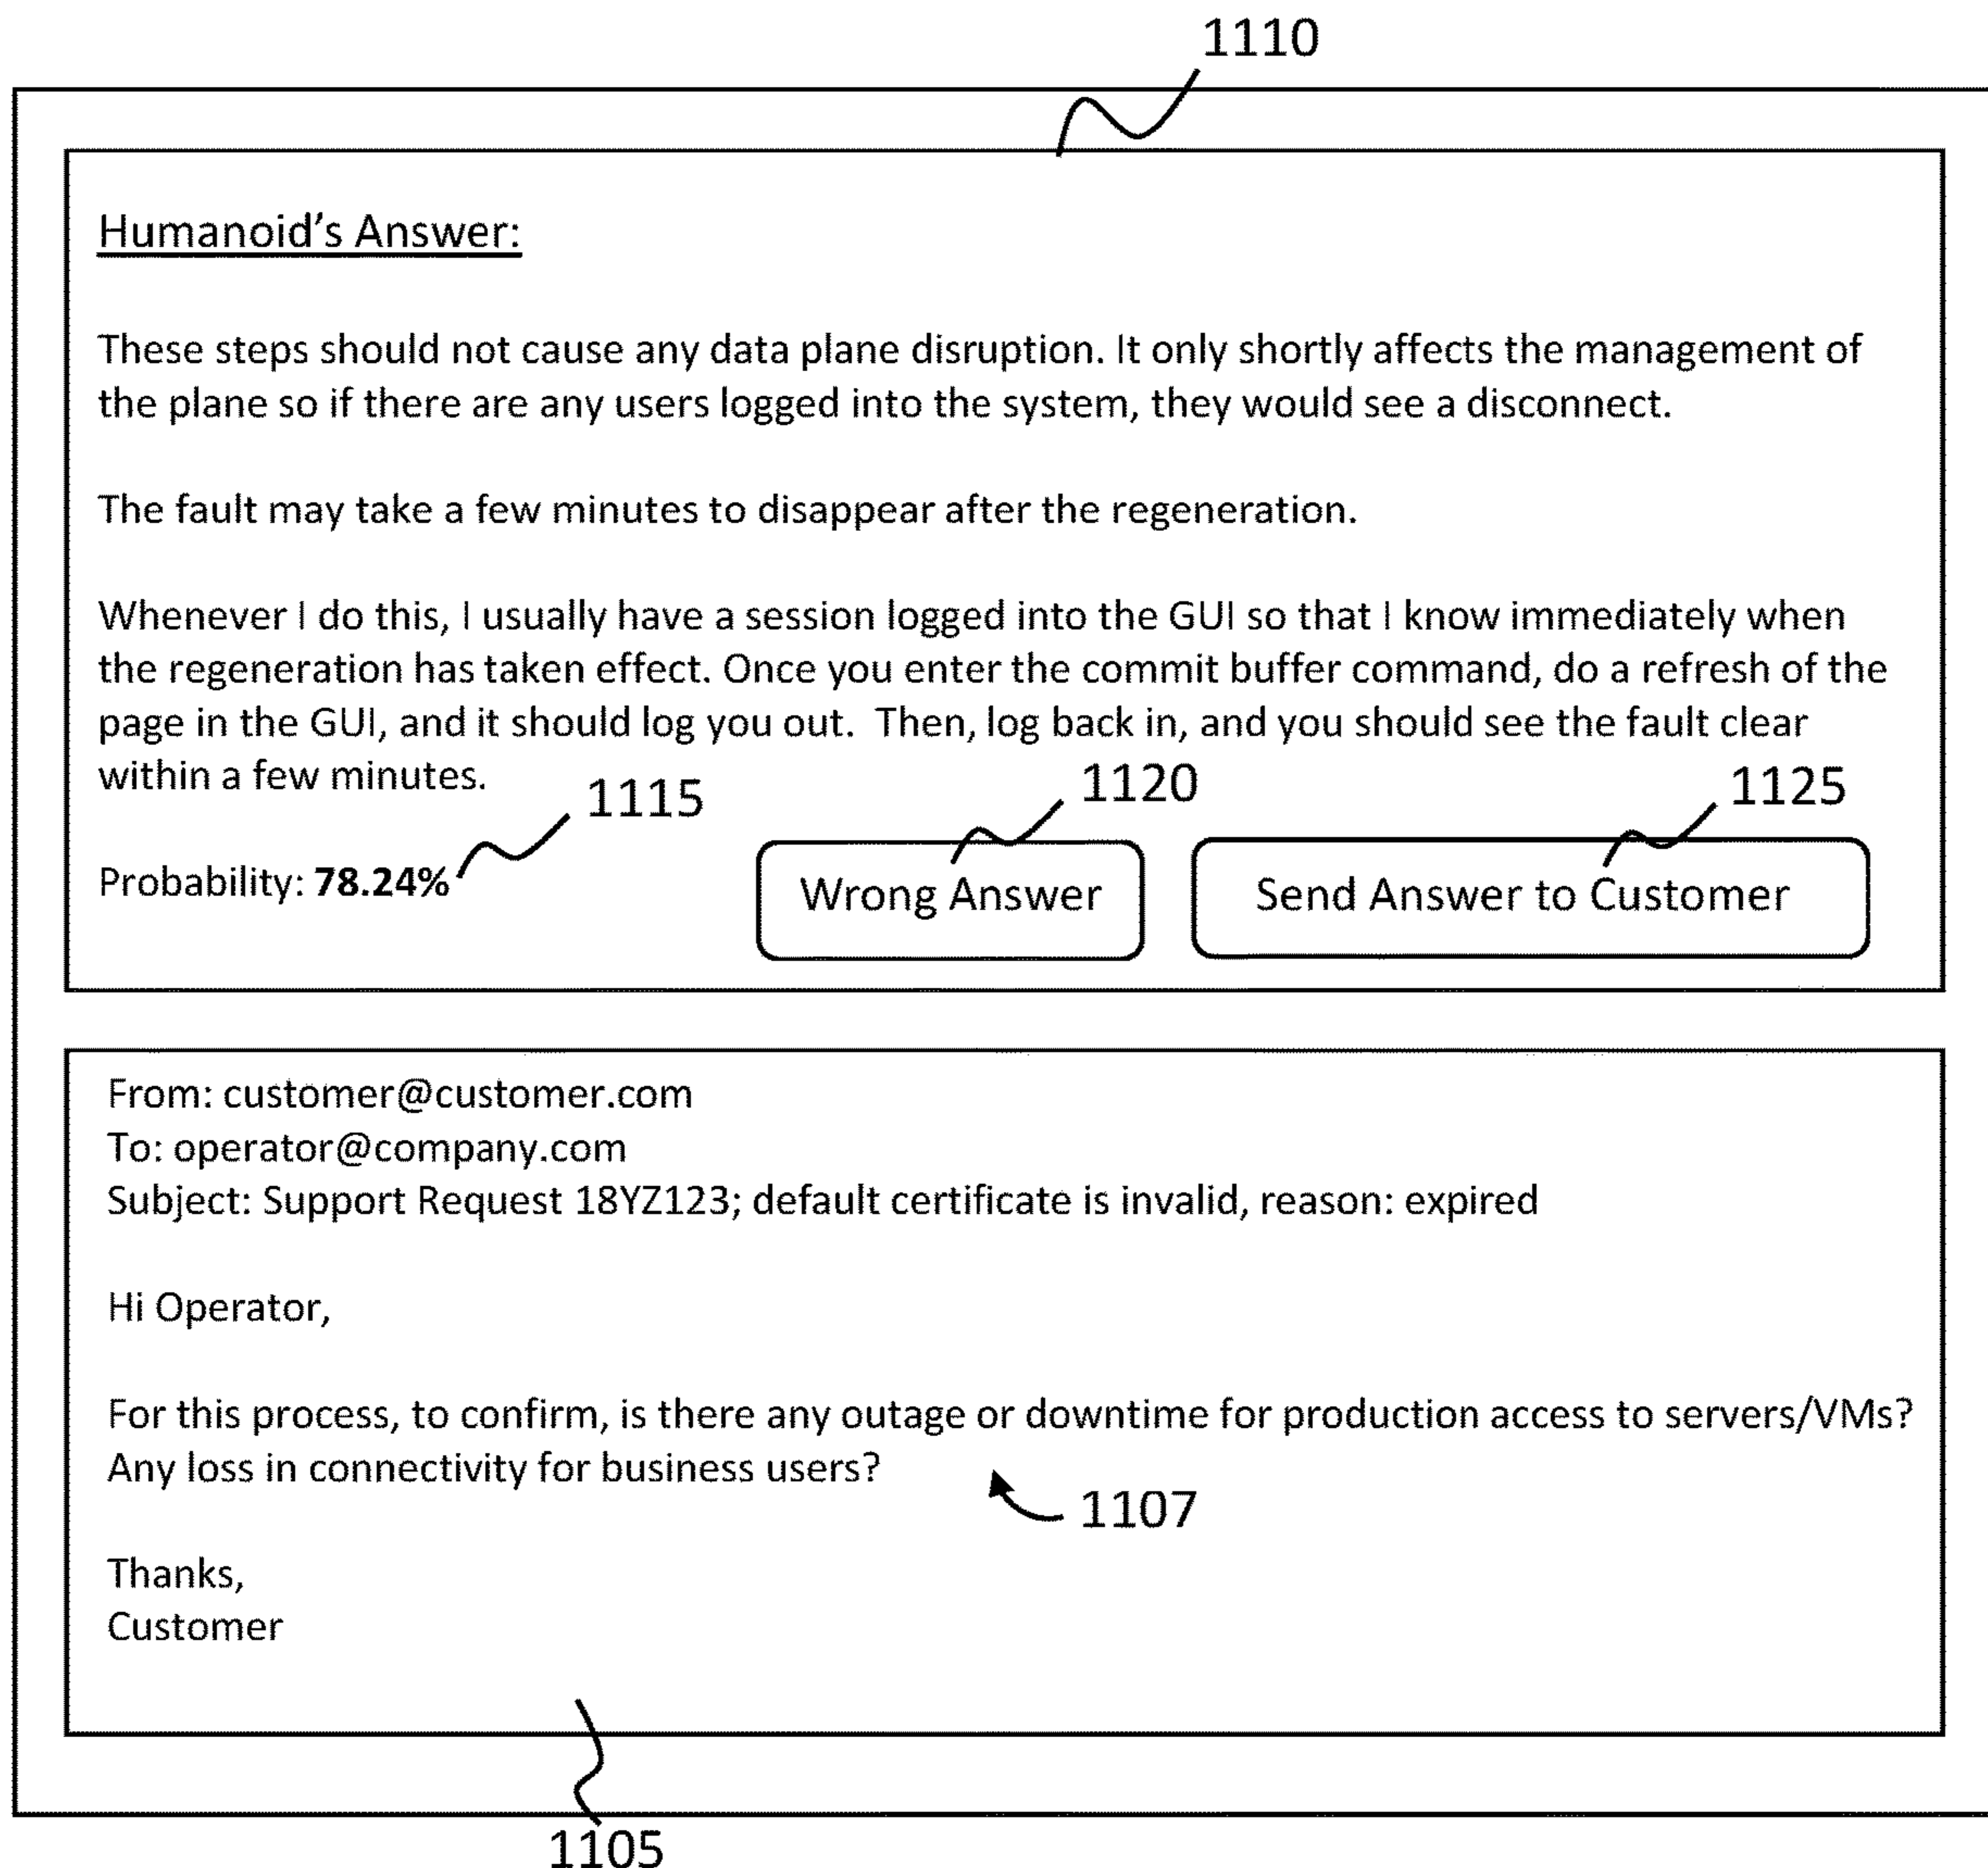 1110
Humanoid's Answer:
These steps should not cause any data plane disruption. It only shortly affects the management of
the plane so if there are any users logged into the system, they would see a disconnect.
The fault may take a few minutes to disappear after the regeneration.
Whenever I do this, I usually have a session logged into the GUI so that I know immediately when
the regeneration has taken effect. Once you enter the commit buffer command, do a refresh of the
page in the GUI, and it should log you out.  Then, log back in, and you should see the fault clear
within a few minutes.
1115
1120
1125
Probability: 78.24%
Wrong Answer
Send Answer to Customer
From: customer@customer.com
To: operator@company.com
Subject: Support Request 18YZ123; default certificate is invalid, reason: expired
Hi Operator,
For this process, to confirm, is there any outage or downtime for production access to servers/VMs?
Any loss in connectivity for business users?
1107
Thanks,
Customer
1105